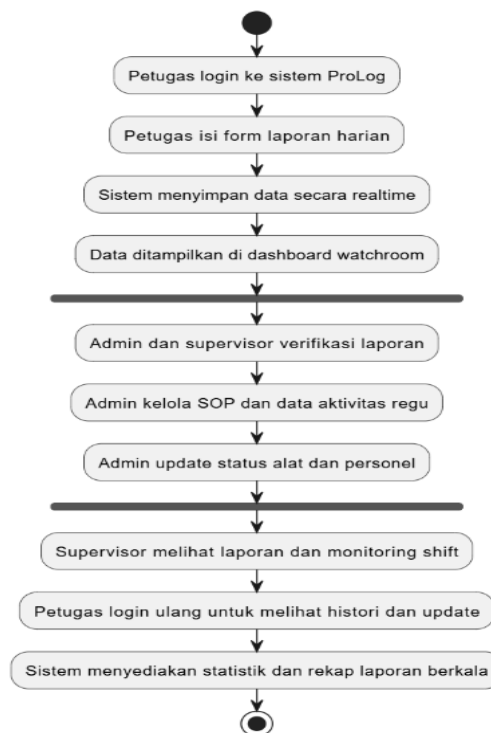 Petugas login ke sistem ProLog
Petugas isi form laporan harian
Sistem menyimpan data secara realtime
Data ditampilkan di dashboard watchroom
Admin dan supervisor verifikasi laporan
Admin kelola SOP dan data aktivitas regu
Admin update status alat dan personel
Supervisor melihat laporan dan monitoring shift
Petugas login ulang untuk melihat histori dan update
Sistem menyediakan statistik dan rekap laporan berkala